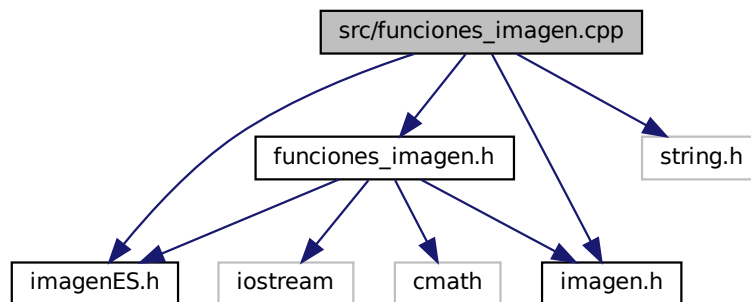 src/funciones_imagen.cpp
funciones_imagen.h
string.h
imagenES.h
iostream
cmath
imagen.h